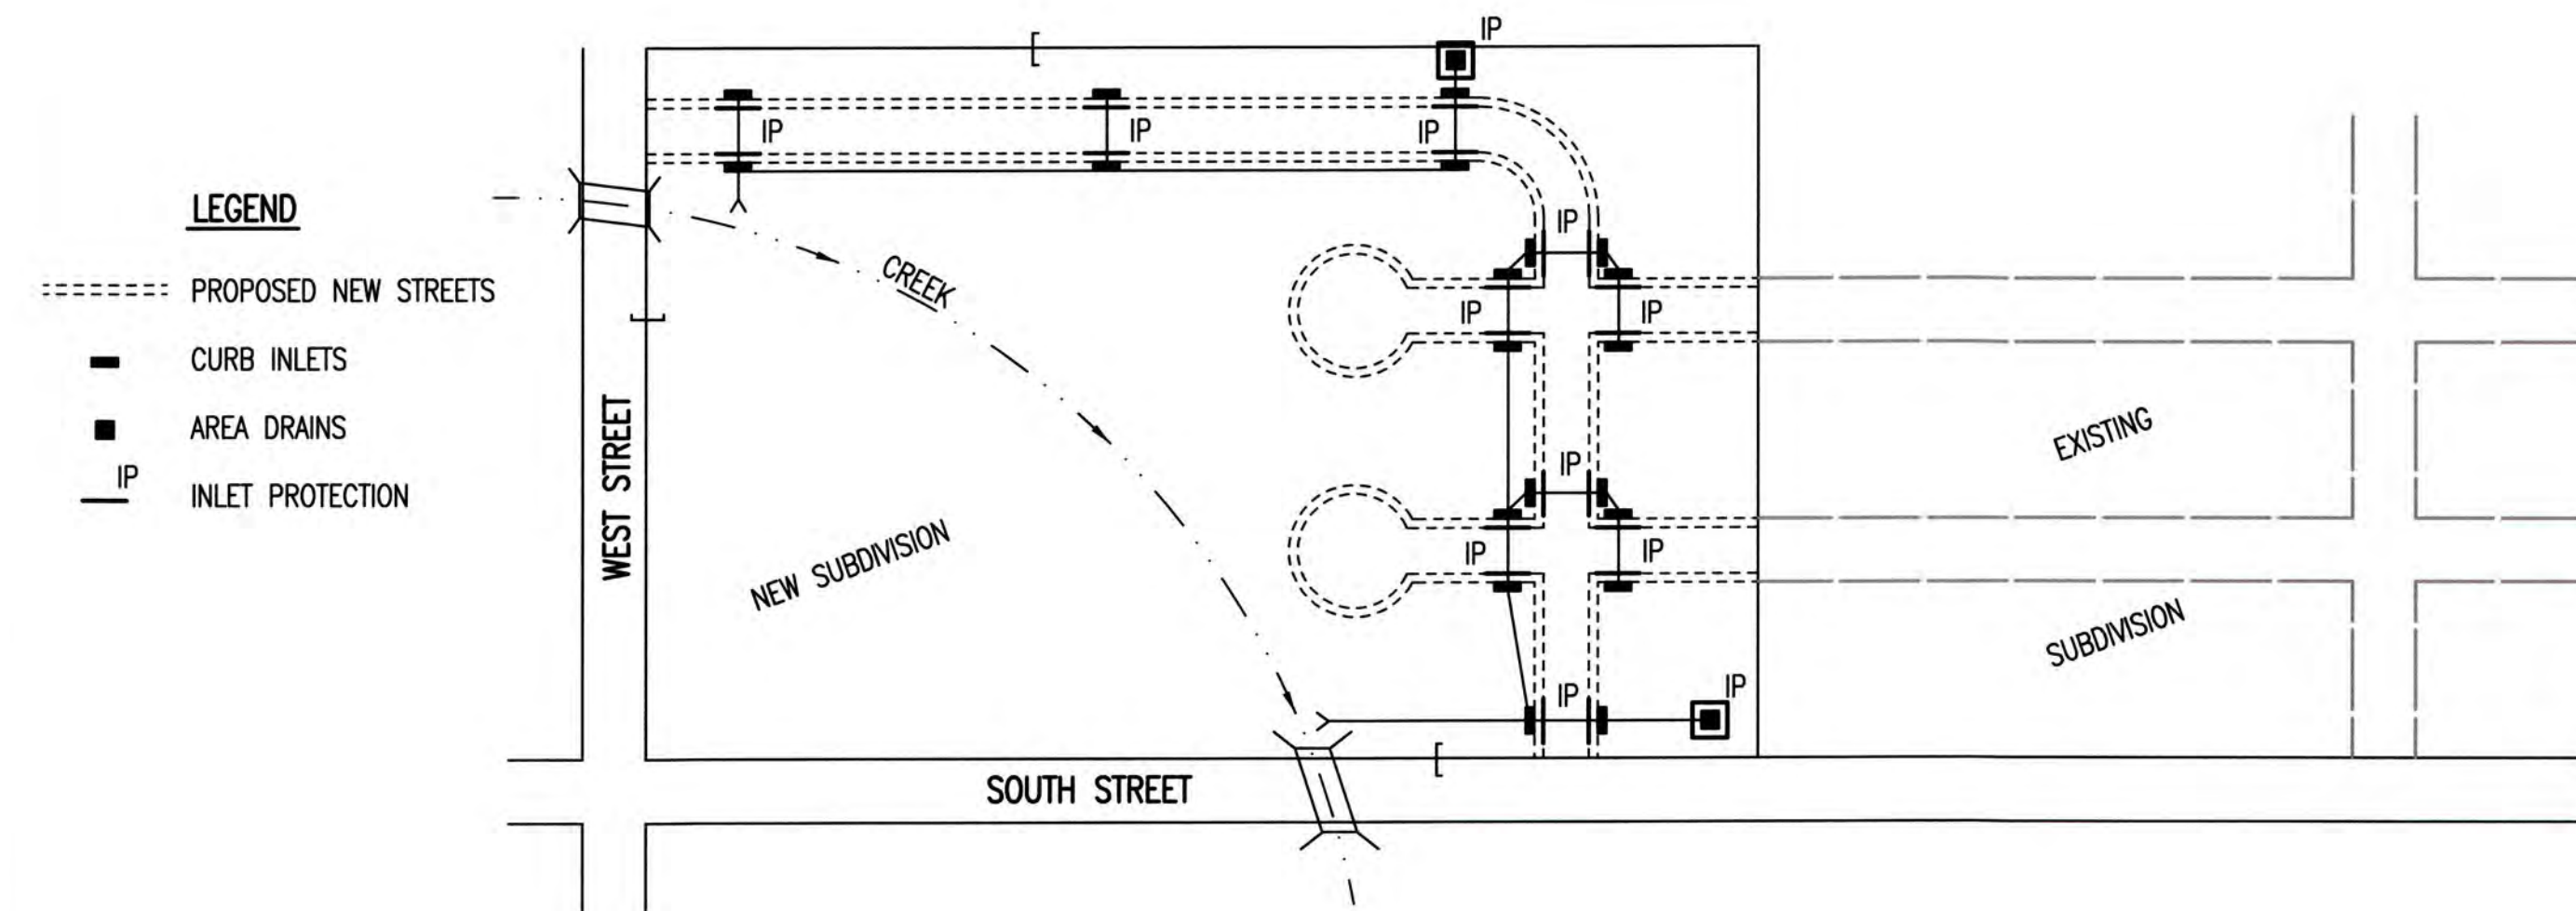 IP
IP
IP
IP
LEGEND
PROPOSED NEW STREETS
CURB INLETS
AREA DRAINS
IP
INLET PROTECTION
CREEK
IP
IP
IP
WEST STREET
NEW SUBDIVISION
EXISTING
SUBDIVISION
IP
IP
IP
IP
IP
SOUTH STREET